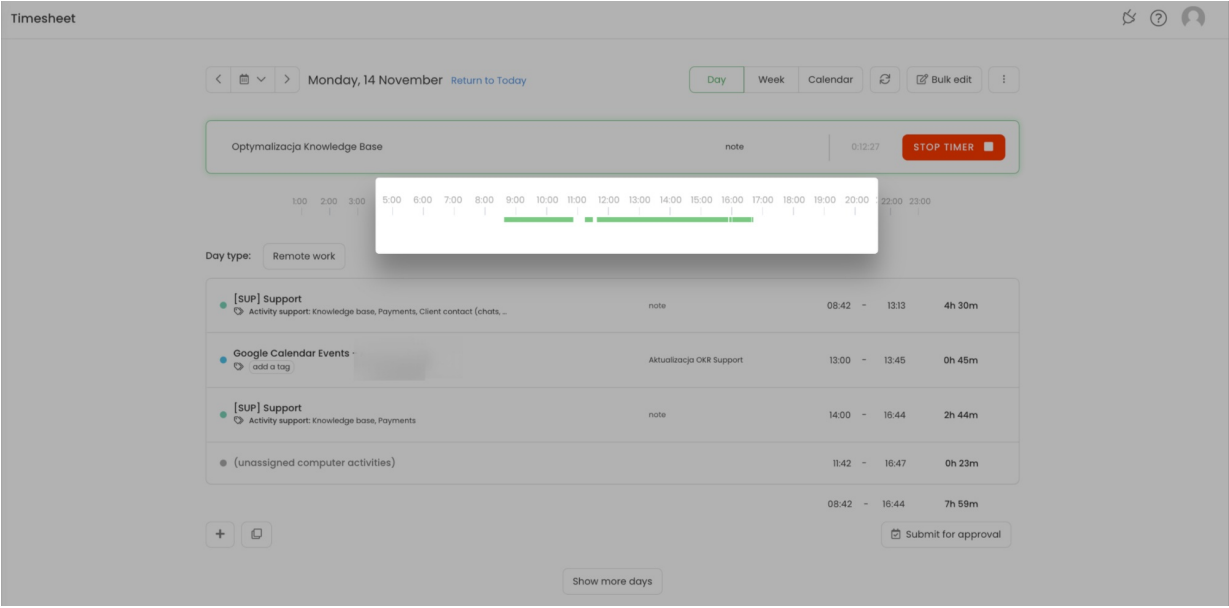 Timesheet
Monday, 14 November Return to Today Day Week Calendar Bulk edit
Optymalizacja Knowledge Base note 0:12:27 STOP TIMER
1:00 2:00 3:00 5:00 6:00 7:00 8:00 9:00 10:00 11:00 12:00 13:00 14:00 15:00 16:00 17:00 18:00 19:00 20:00 22:00 23:00
Day type: Remote work
[SUP] Support note 08:42 - 13:13 4h 30m
Activity support: Knowledge base, Payments, Client contact (chats, ...
Google Calendar Events - Aktualizacja OKR Support 13:00 - 13:45 0h 45m
add a tag
[SUP] Support note 14:00 - 16:44 2h 44m
Activity support: Knowledge base, Payments
(unassigned computer activities) 11:42 - 16:47 0h 23m
08:42 - 16:44 7h 59m
+ Submit for approval
Show more days